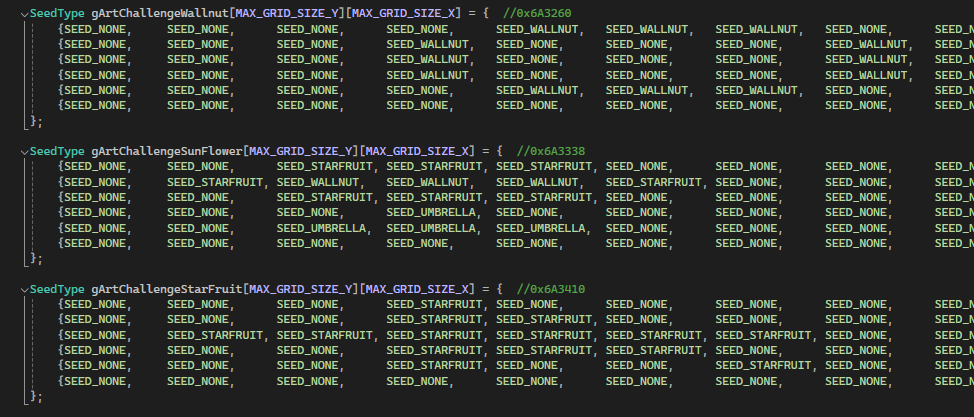 SeedType gArtChallengeWallnut[MAX_GRID_SIZE_Y][MAX_GRID_SIZE_X] = { //0x6A3260
{SEED_NONE, SEED_NONE, SEED_NONE, SEED_NONE, SEED_WALLNUT, SEED_WALLNUT, SEED_WALLNUT, SEED_NONE, SEED_N
{SEED_NONE, SEED_NONE, SEED_NONE, SEED_WALLNUT, SEED_NONE, SEED_NONE, SEED_NONE, SEED_WALLNUT, SEED_N
{SEED_NONE, SEED_NONE, SEED_NONE, SEED_WALLNUT, SEED_NONE, SEED_NONE, SEED_NONE, SEED_WALLNUT, SEED_N
{SEED_NONE, SEED_NONE, SEED_NONE, SEED_WALLNUT, SEED_NONE, SEED_NONE, SEED_NONE, SEED_WALLNUT, SEED_N
{SEED_NONE, SEED_NONE, SEED_NONE, SEED_NONE, SEED_WALLNUT, SEED_WALLNUT, SEED_WALLNUT, SEED_NONE, SEED_N
{SEED_NONE, SEED_NONE, SEED_NONE, SEED_NONE, SEED_NONE, SEED_NONE, SEED_NONE, SEED_NONE, SEED_N
};
SeedType gArtChallengeSunFlower[MAX_GRID_SIZE_Y][MAX_GRID_SIZE_X] = { //0x6A3338
{SEED_NONE, SEED_NONE, SEED_STARFRUIT, SEED_STARFRUIT, SEED_STARFRUIT, SEED_NONE, SEED_NONE, SEED_NONE, SEED_N
{SEED_NONE, SEED_STARFRUIT, SEED_WALLNUT, SEED_WALLNUT, SEED_WALLNUT, SEED_STARFRUIT, SEED_NONE, SEED_NONE, SEED_N
{SEED_NONE, SEED_NONE, SEED_STARFRUIT, SEED_STARFRUIT, SEED_STARFRUIT, SEED_NONE, SEED_NONE, SEED_NONE, SEED_N
{SEED_NONE, SEED_NONE, SEED_NONE, SEED_UMBRELLA, SEED_NONE, SEED_NONE, SEED_NONE, SEED_NONE, SEED_N
{SEED_NONE, SEED_NONE, SEED_UMBRELLA, SEED_UMBRELLA, SEED_UMBRELLA, SEED_NONE, SEED_NONE, SEED_NONE, SEED_N
{SEED_NONE, SEED_NONE, SEED_NONE, SEED_NONE, SEED_NONE, SEED_NONE, SEED_NONE, SEED_NONE, SEED_N
};
SeedType gArtChallengeStarFruit[MAX_GRID_SIZE_Y][MAX_GRID_SIZE_X] = { //0x6A3410
{SEED_NONE, SEED_NONE, SEED_NONE, SEED_STARFRUIT, SEED_NONE, SEED_NONE, SEED_NONE, SEED_NONE, SEED_N
{SEED_NONE, SEED_NONE, SEED_NONE, SEED_STARFRUIT, SEED_STARFRUIT, SEED_NONE, SEED_NONE, SEED_NONE, SEED_N
{SEED_NONE, SEED_STARFRUIT, SEED_STARFRUIT, SEED_STARFRUIT, SEED_STARFRUIT, SEED_STARFRUIT, SEED_STARFRUIT, SEED_NONE, SEED_N
{SEED_NONE, SEED_NONE, SEED_NONE, SEED_STARFRUIT, SEED_STARFRUIT, SEED_STARFRUIT, SEED_NONE, SEED_NONE, SEED_N
{SEED_NONE, SEED_NONE, SEED_NONE, SEED_STARFRUIT, SEED_NONE, SEED_NONE, SEED_STARFRUIT, SEED_NONE, SEED_N
{SEED_NONE, SEED_NONE, SEED_NONE, SEED_NONE, SEED_NONE, SEED_NONE, SEED_NONE, SEED_NONE, SEED_N
};